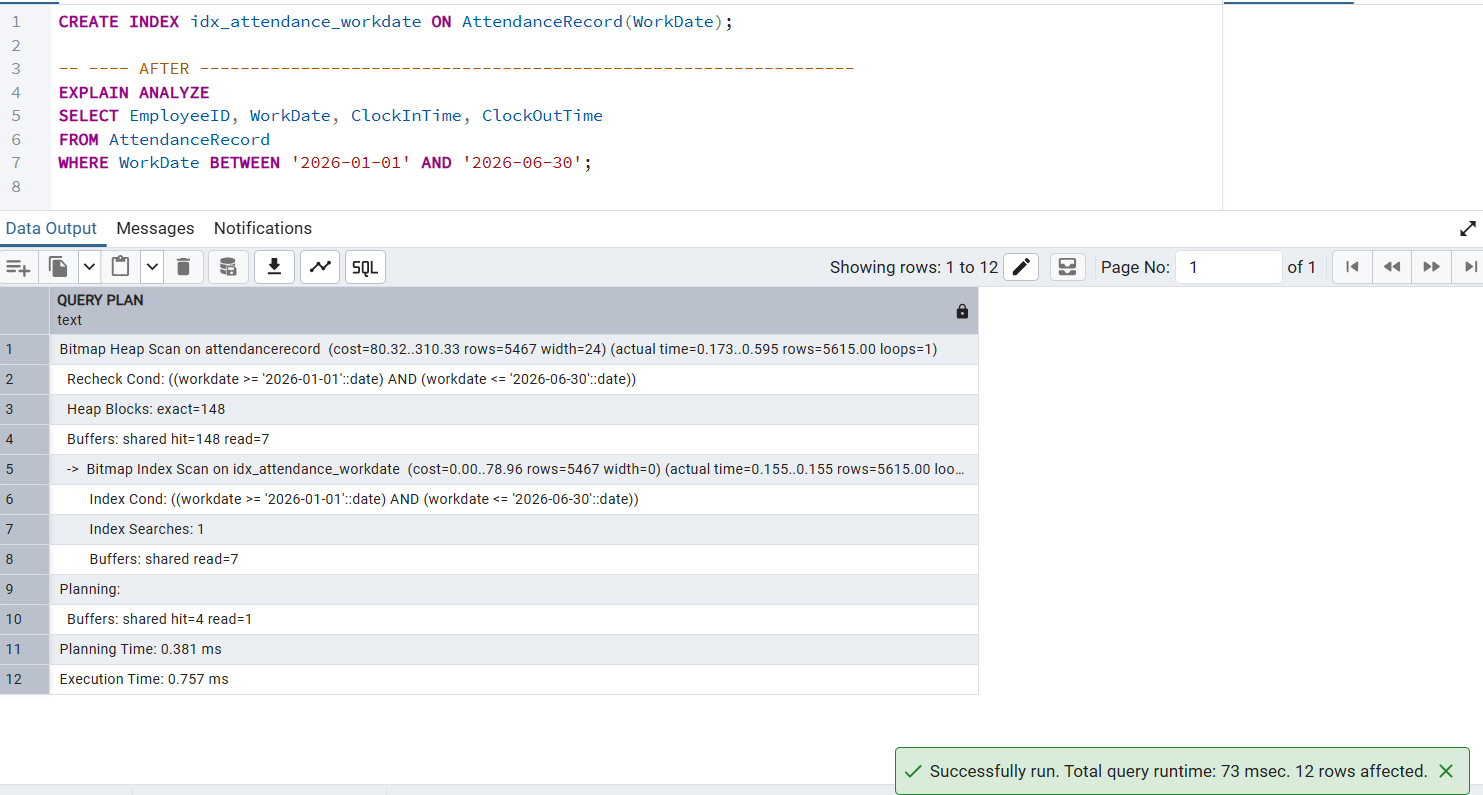 1 CREATE INDEX idx_attendance_workdate ON AttendanceRecord(WorkDate);
2
3 -- ---- AFTER -----------------------------------------------------------------
4 EXPLAIN ANALYZE
5 SELECT EmployeeID, WorkDate, ClockInTime, ClockOutTime
6 FROM AttendanceRecord
7 WHERE WorkDate BETWEEN '2026-01-01' AND '2026-06-30';
8
Data Output Messages Notifications
SQL Showing rows: 1 to 12 Page No: 1 of 1
QUERY PLAN
text
1 Bitmap Heap Scan on attendancerecord (cost=80.32..310.33 rows=5467 width=24) (actual time=0.173..0.595 rows=5615.00 loops=1)
2 Recheck Cond: ((workdate >= '2026-01-01'::date) AND (workdate <= '2026-06-30'::date))
3 Heap Blocks: exact=148
4 Buffers: shared hit=148 read=7
5 -> Bitmap Index Scan on idx_attendance_workdate (cost=0.00..78.96 rows=5467 width=0) (actual time=0.155..0.155 rows=5615.00 loo...
6 Index Cond: ((workdate >= '2026-01-01'::date) AND (workdate <= '2026-06-30'::date))
7 Index Searches: 1
8 Buffers: shared read=7
9 Planning:
10 Buffers: shared hit=4 read=1
11 Planning Time: 0.381 ms
12 Execution Time: 0.757 ms
Successfully run. Total query runtime: 73 msec. 12 rows affected.